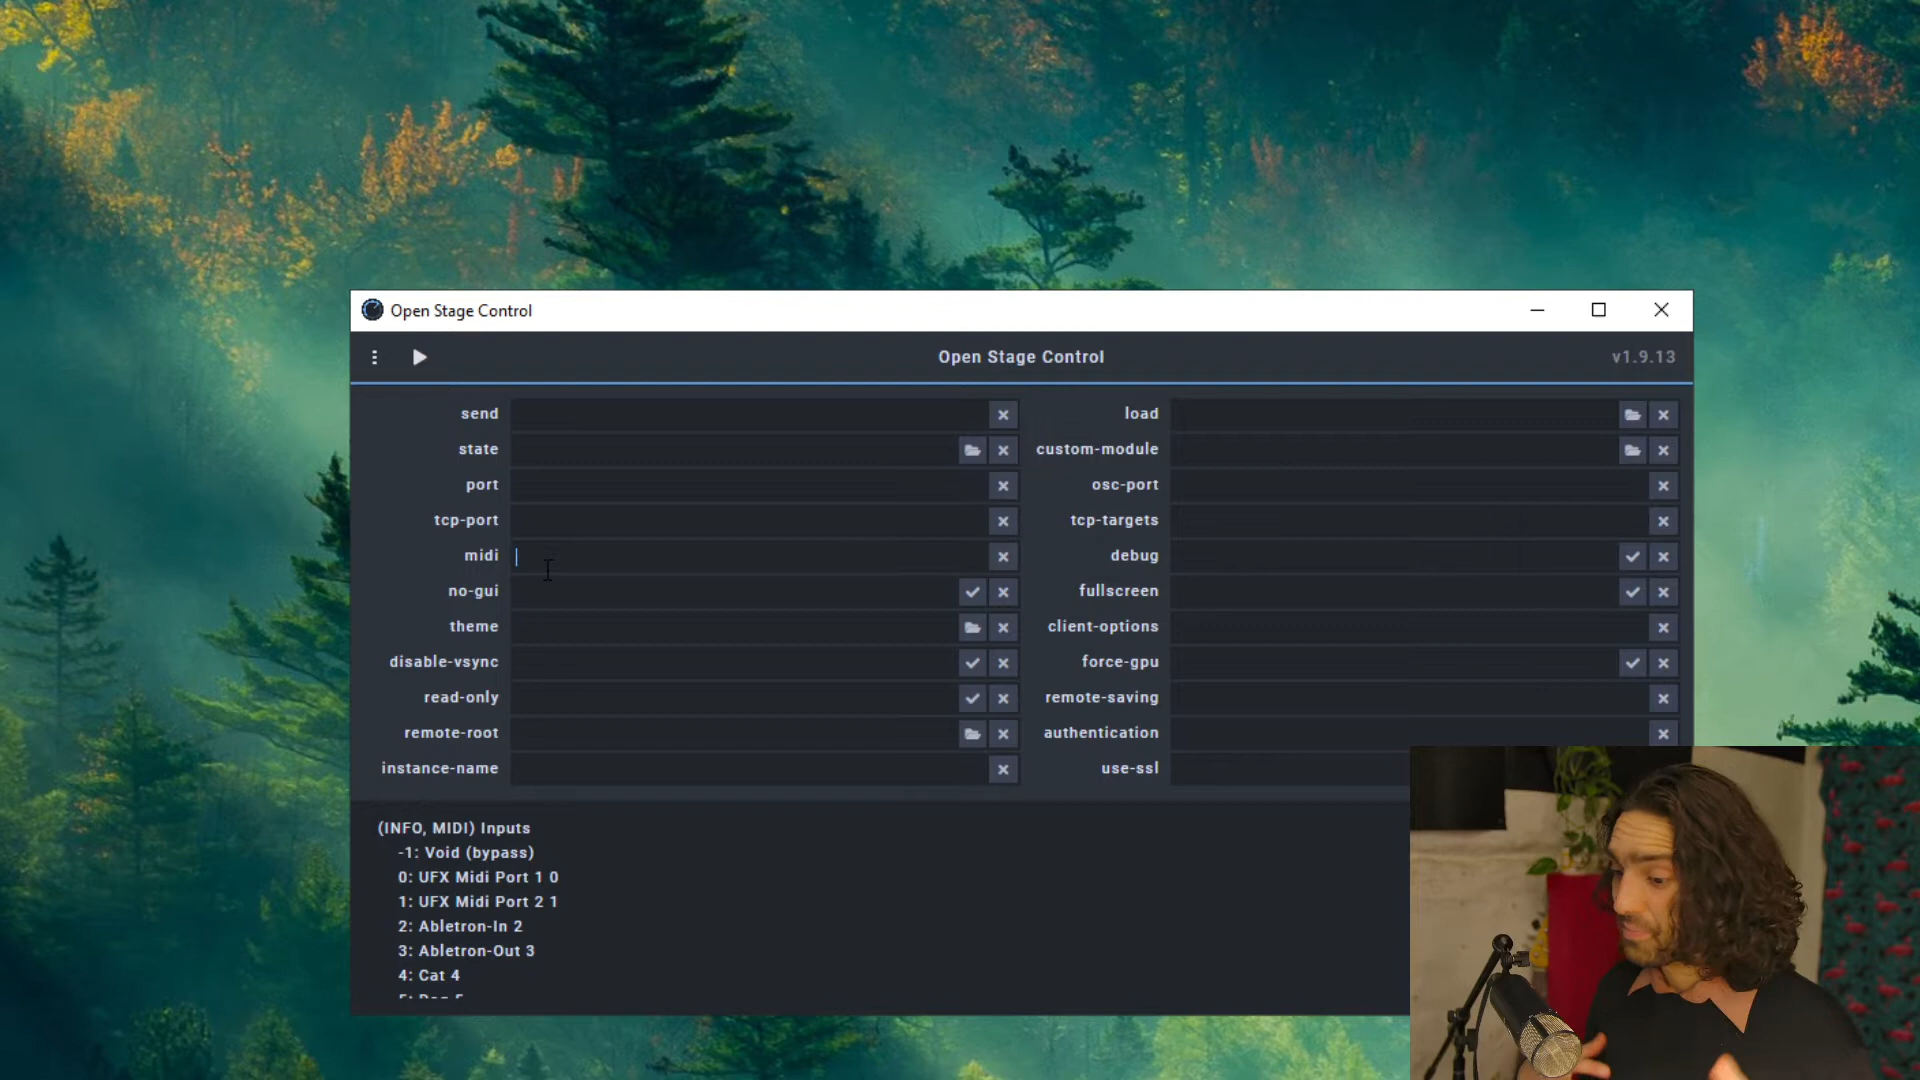 Open Stage Control
Open Stage Control
v1.9.13
send
load
state
custom-module
port
osc-port
tcp-port
tcp-targets
midi
debug
no-gui
fullscreen
theme
client-options
disable-vsync
force-gpu
read-only
remote-saving
remote-root
authentication
instance-name
use-ssl
(INFO, MIDI) Inputs
-1: Void (bypass)
0: UFX Midi Port 1 0
1: UFX Midi Port 2 1
2: Abletron-In 2
3: Abletron-Out 3
4: Cat 4